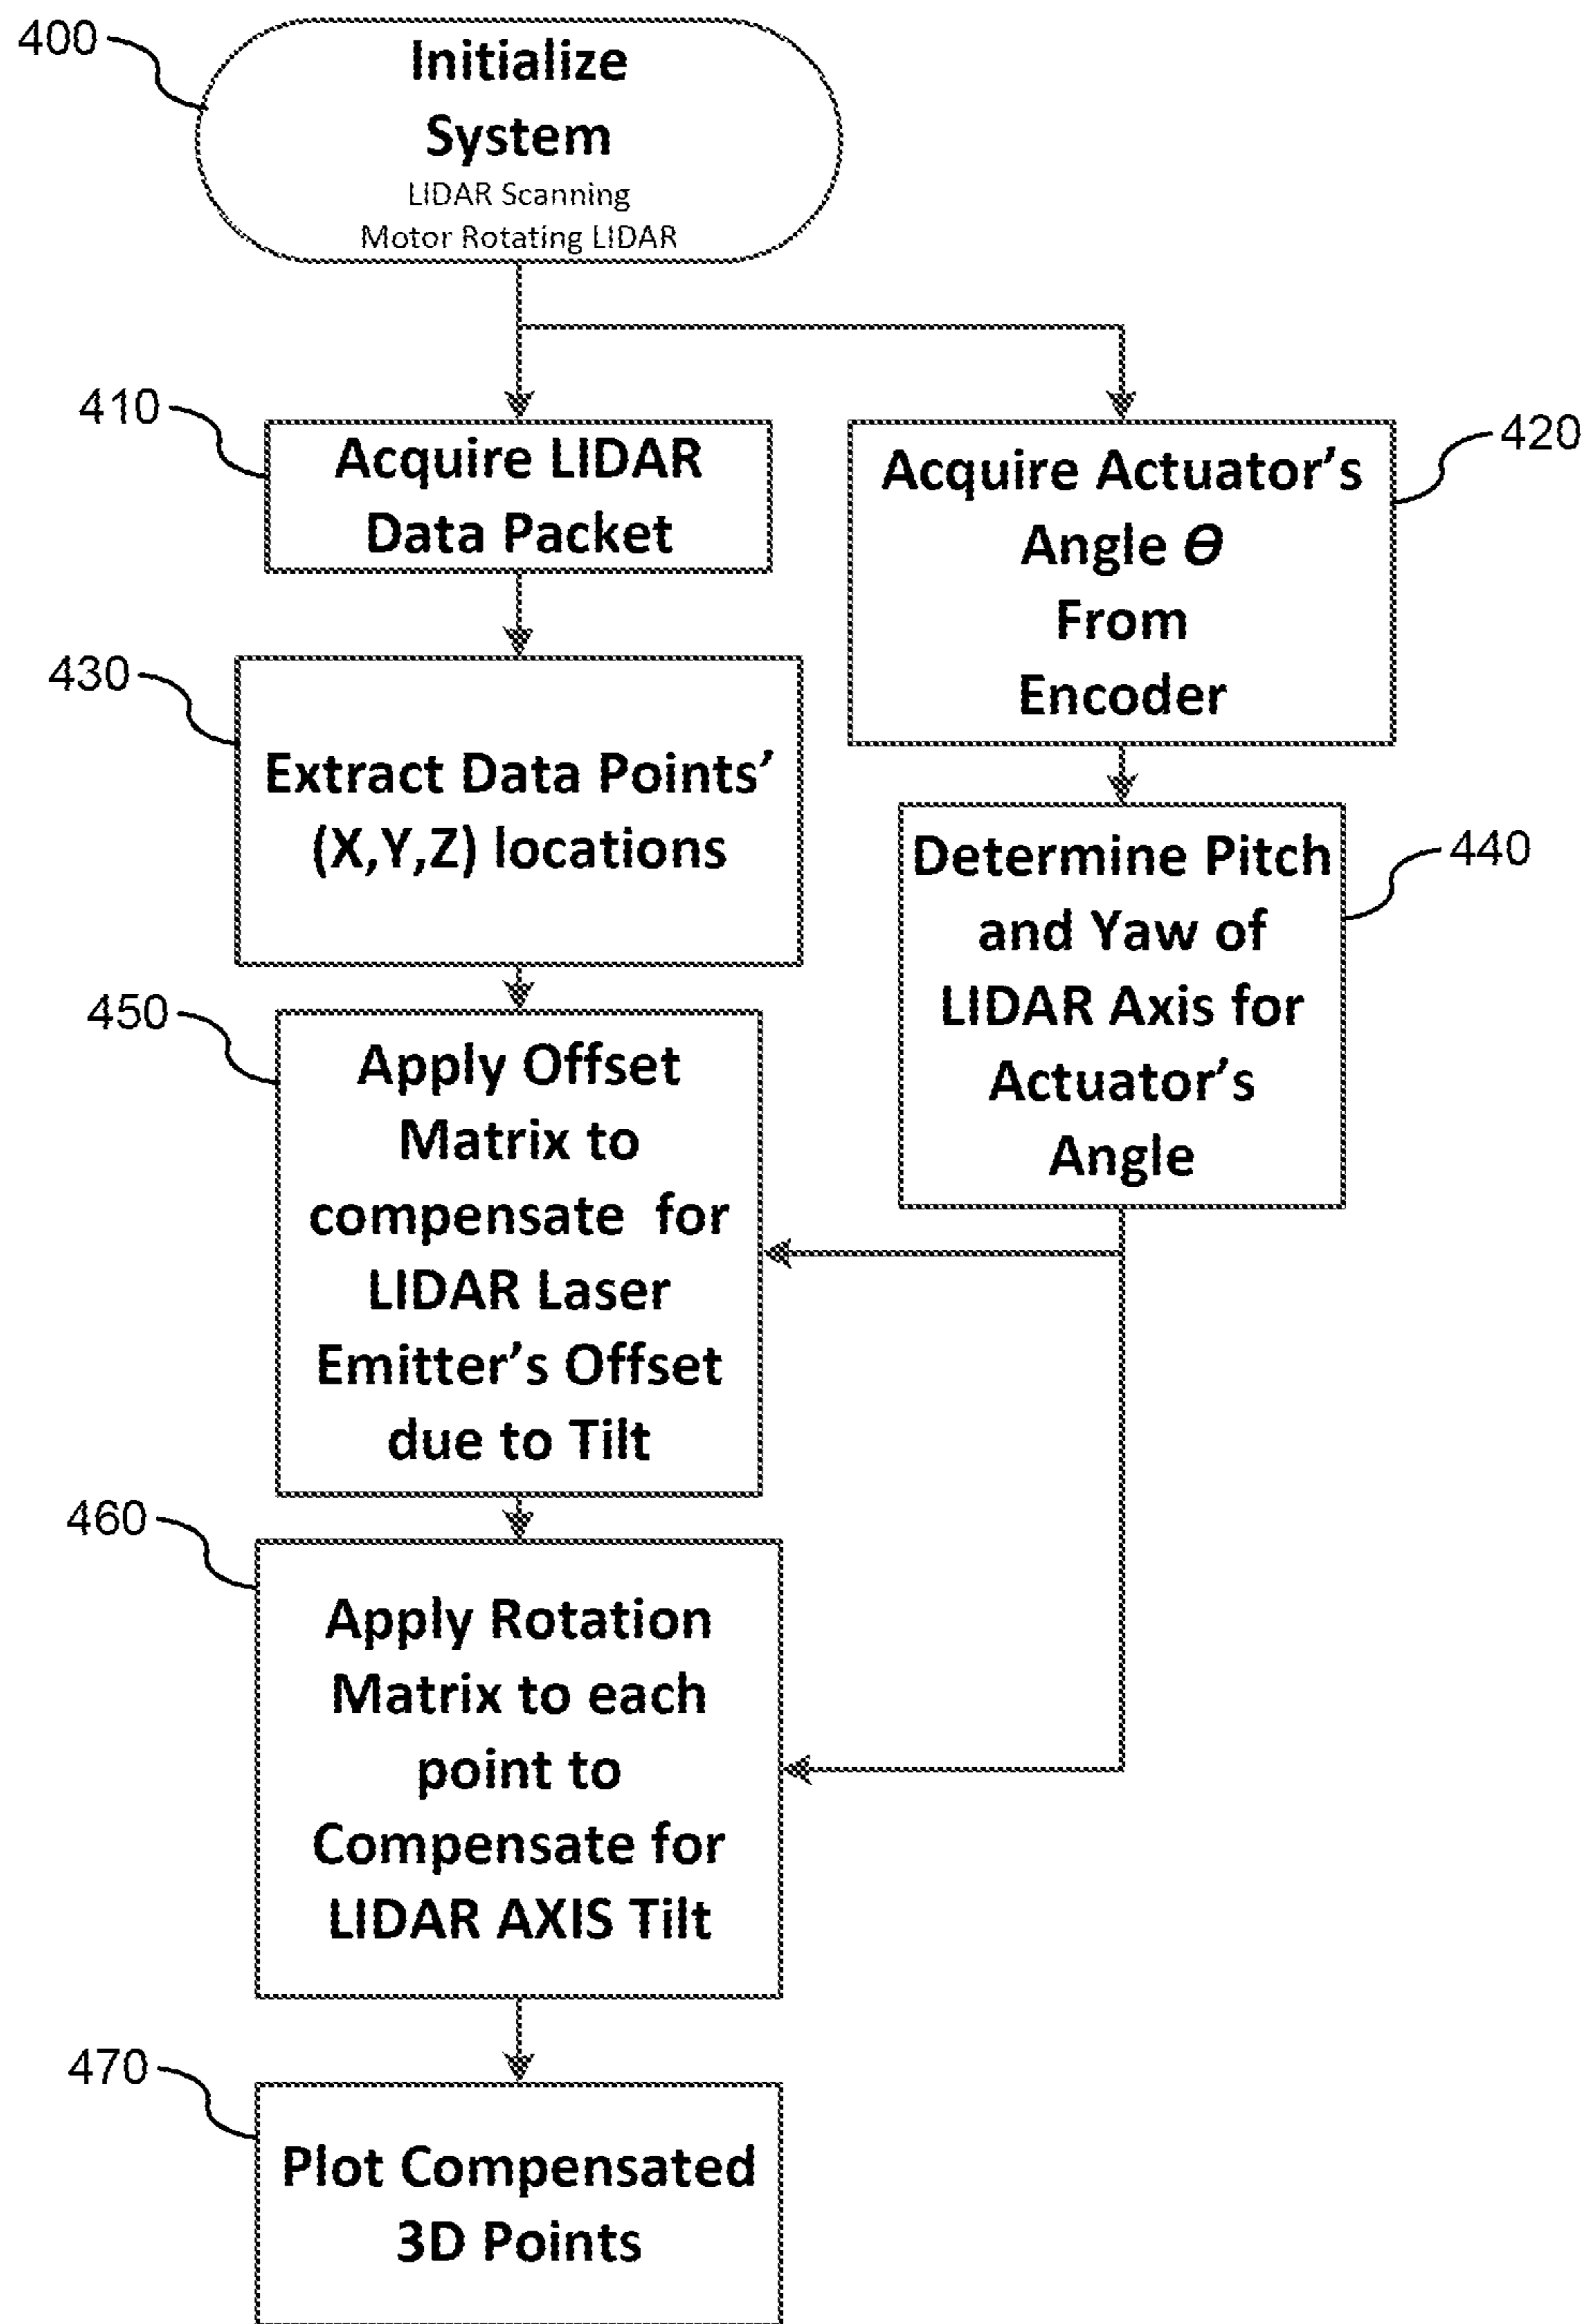 400
Initialize
System
LIDAR Scanning
Motor Rotating LIDAR
410
Acquire LIDAR
Data Packet
420
Acquire Actuator’s
Angle Θ
From
Encoder
430
Extract Data Points’
(X,Y,Z) locations
440
Determine Pitch
and Yaw of
LIDAR Axis for
Actuator’s
Angle
450
Apply Offset
Matrix to
compensate for
LIDAR Laser
Emitter’s Offset
due to Tilt
460
Apply Rotation
Matrix to each
point to
Compensate for
LIDAR AXIS Tilt
470
Plot Compensated
3D Points